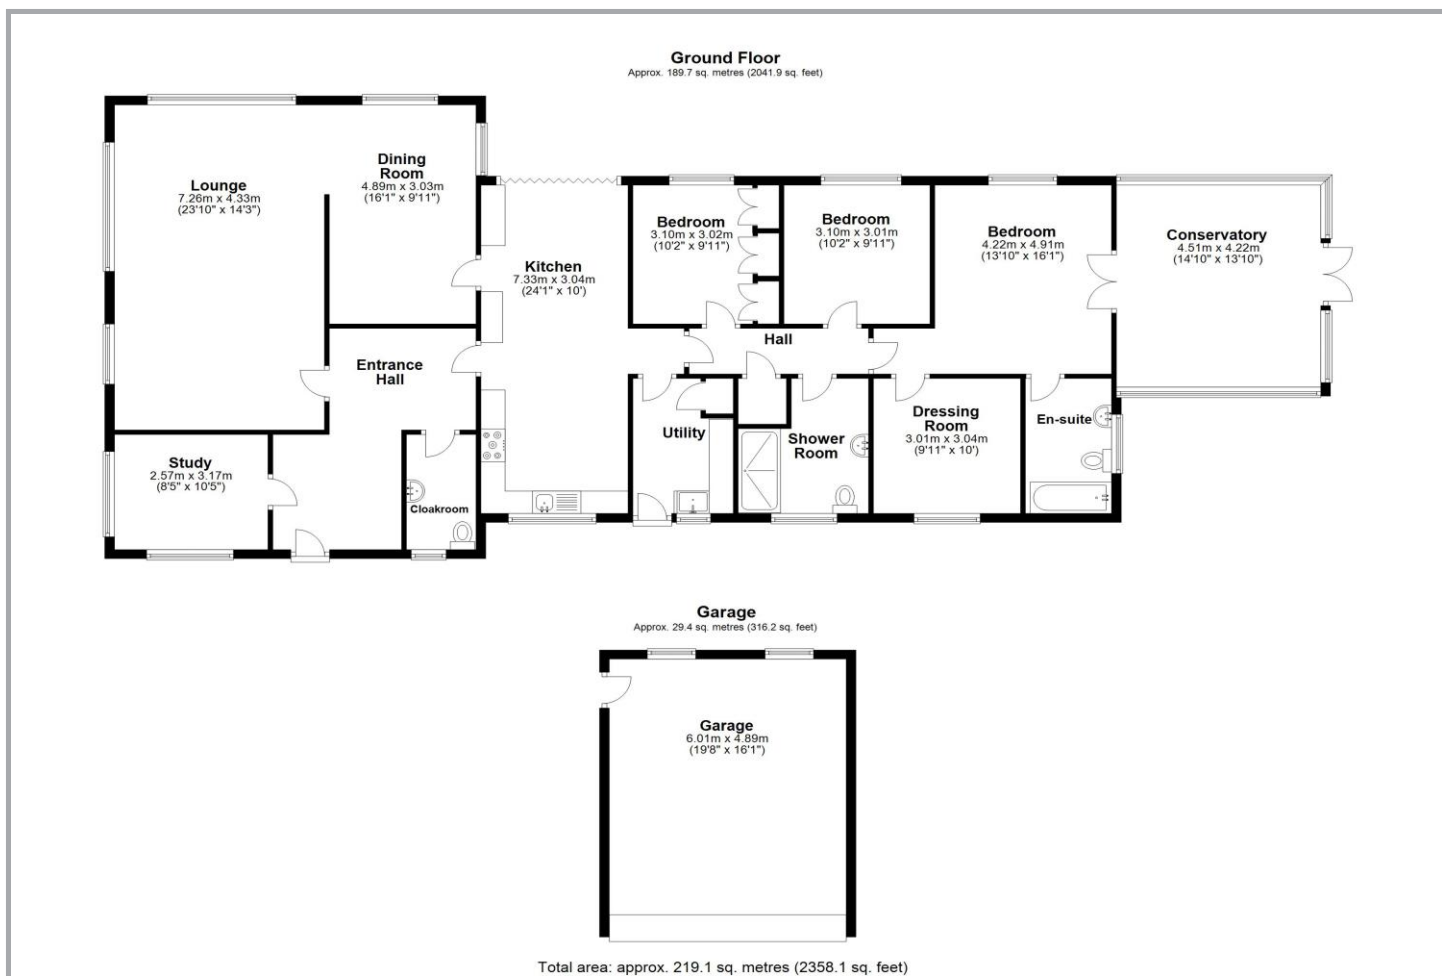 Ground Floor
Approx. 189.7 sq. metres (2041.9 sq. feet)
Lounge
7.26m x 4.33m
(23'10" x 14'3")
Dining
Room
4.89m x 3.03m
(16'1" x 9'11")
Kitchen
7.33m x 3.04m
(24'1" x 10')
Bedroom
3.10m x 3.02m
(10'2" x 9'11")
Bedroom
3.10m x 3.01m
(10'2" x 9'11")
Bedroom
4.22m x 4.91m
(13'10" x 16'1")
Conservatory
4.51m x 4.22m
(14'10" x 13'10")
Hall
Entrance
Hall
Study
2.57m x 3.17m
(8'5" x 10'5")
Cloakroom
Utility
Shower
Room
Dressing
Room
3.01m x 3.04m
(9'11" x 10')
En-suite
Garage
Approx. 29.4 sq. metres (316.2 sq. feet)
Garage
6.01m x 4.89m
(19'8" x 16'1")
Total area: approx. 219.1 sq. metres (2358.1 sq. feet)